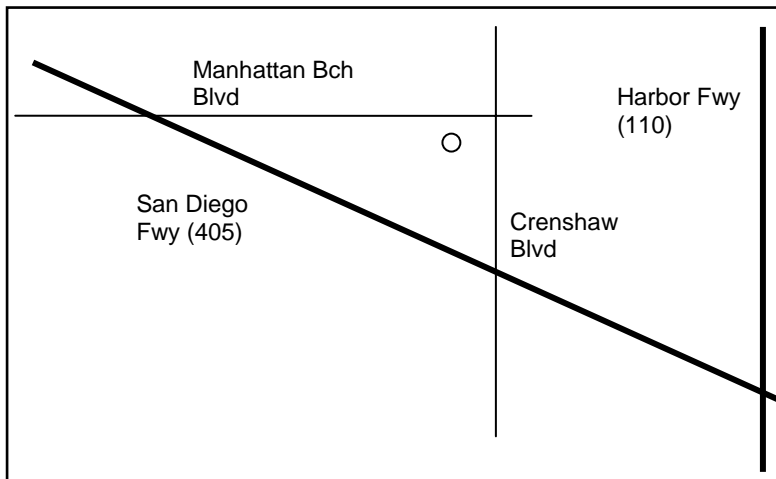 Manhattan Bch
Blvd
Harbor Fwy
(110)
San Diego
Fwy (405)
Crenshaw
Blvd